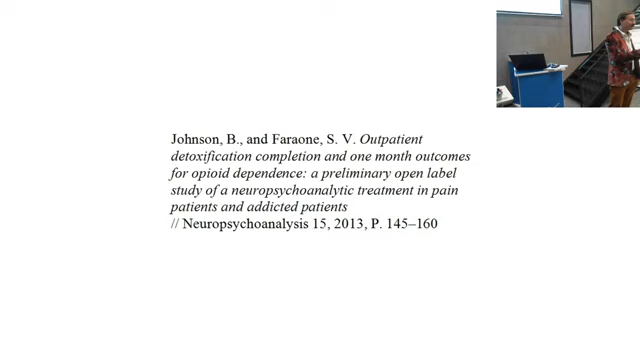 Johnson, B., and Faraone, S. V. Outpatient
detoxification completion and one month outcomes
for opioid dependence: a preliminary open label
study of a neuropsychoanalytic treatment in pain
patients and addicted patients
// Neuropsychoanalysis 15, 2013, P. 145–160